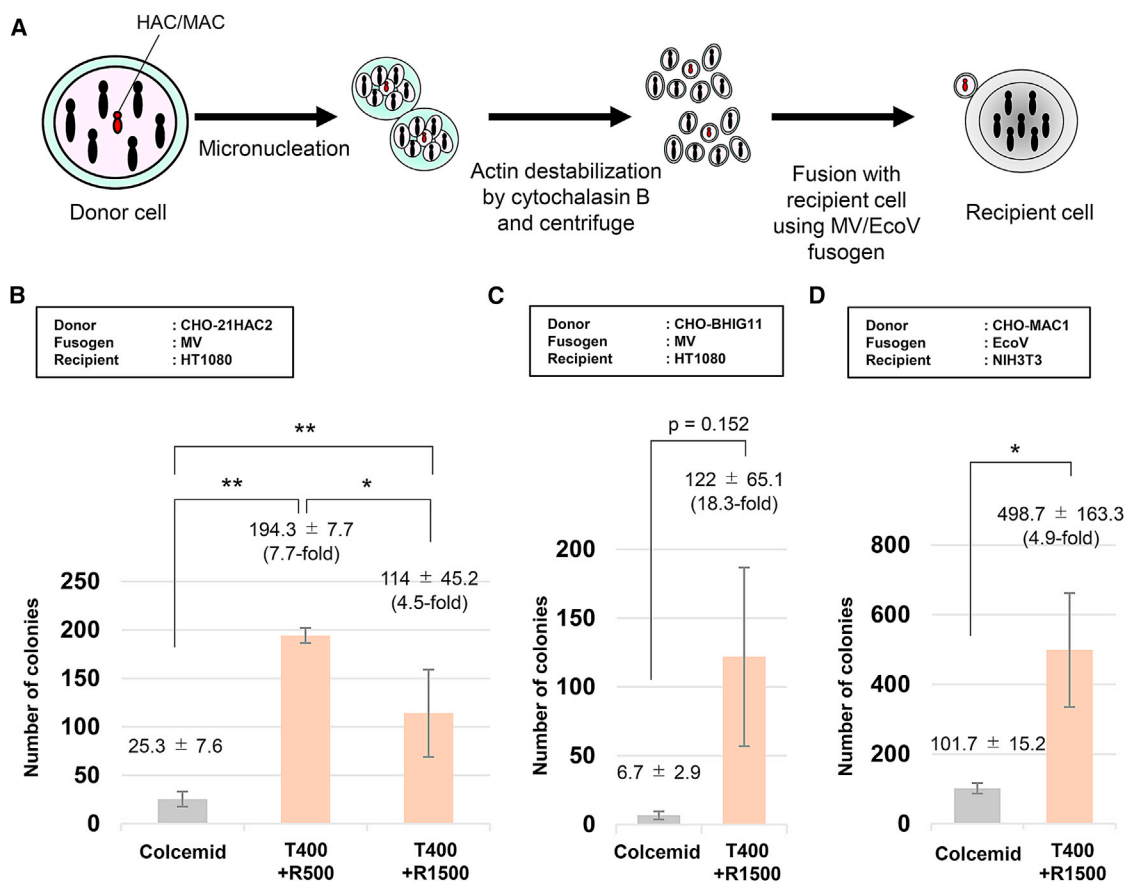 A
HAC/MAC
Micronucleation
Donor cell
Actin destabilization
by cytochalasin B
and centrifuge
Fusion with
recipient cell
using MV/EcoV
fusogen
Recipient cell
B
Donor : CHO-21HAC2
Fusogen : MV
Recipient : HT1080
**
**
*
194.3 ± 7.7
(7.7-fold)
114 ± 45.2
(4.5-fold)
25.3 ± 7.6
Number of colonies
250
200
150
100
50
0
Colcemid
T400
+R500
T400
+R1500
C
Donor : CHO-BHIG11
Fusogen : MV
Recipient : HT1080
p = 0.152
122 ± 65.1
(18.3-fold)
6.7 ± 2.9
Number of colonies
200
150
100
50
0
Colcemid
T400
+R1500
D
Donor : CHO-MAC1
Fusogen : EcoV
Recipient : NIH3T3
*
498.7 ± 163.3
(4.9-fold)
101.7 ± 15.2
Number of colonies
800
600
400
200
0
Colcemid
T400
+R1500